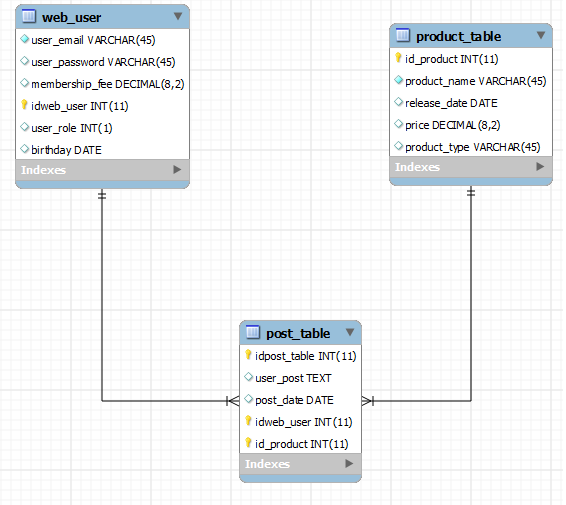 web_user
user_email VARCHAR(45)
user_password VARCHAR(45)
membership_fee DECIMAL(8,2)
idweb_user INT(11)
user_role INT(1)
birthday DATE
Indexes
product_table
id_product INT(11)
product_name VARCHAR(45)
release_date DATE
price DECIMAL(8,2)
product_type VARCHAR(45)
Indexes
post_table
idpost_table INT(11)
user_post TEXT
post_date DATE
idweb_user INT(11)
id_product INT(11)
Indexes